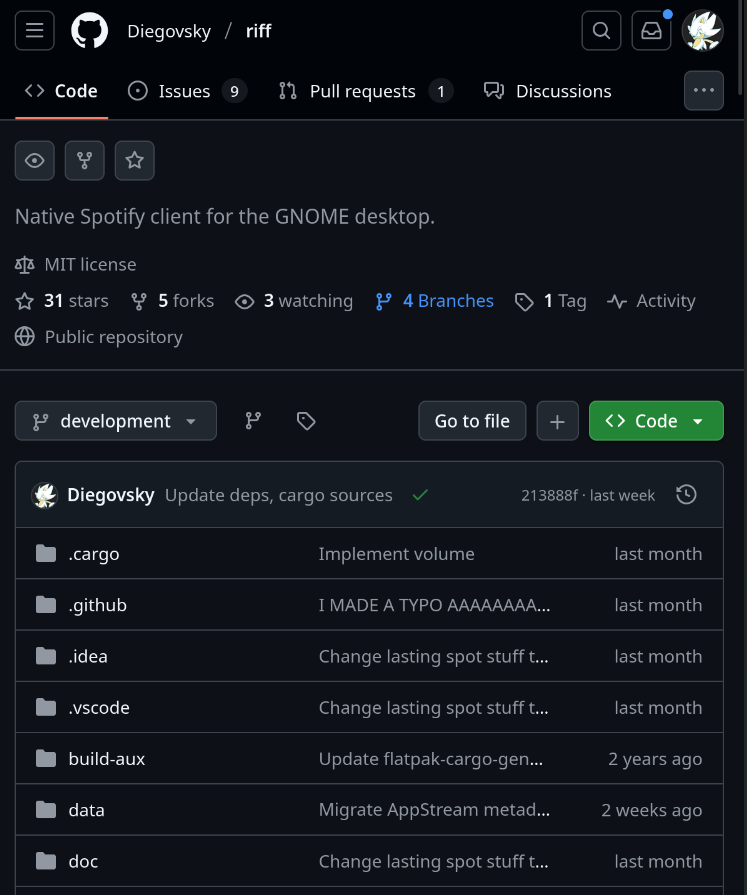 Diegovsky / riff
Code Issues 9 Pull requests 1 Discussions
Native Spotify client for the GNOME desktop.
MIT license
31 stars 5 forks 3 watching 4 Branches 1 Tag Activity
Public repository
development Go to file + Code
Diegovsky Update deps, cargo sources 213888f · last week
.cargo Implement volume last month
.github I MADE A TYPO AAAAAAAA... last month
.idea Change lasting spot stuff t... last month
.vscode Change lasting spot stuff t... last month
build-aux Update flatpak-cargo-gen... 2 years ago
data Migrate AppStream metad... 2 weeks ago
doc Change lasting spot stuff t... last month